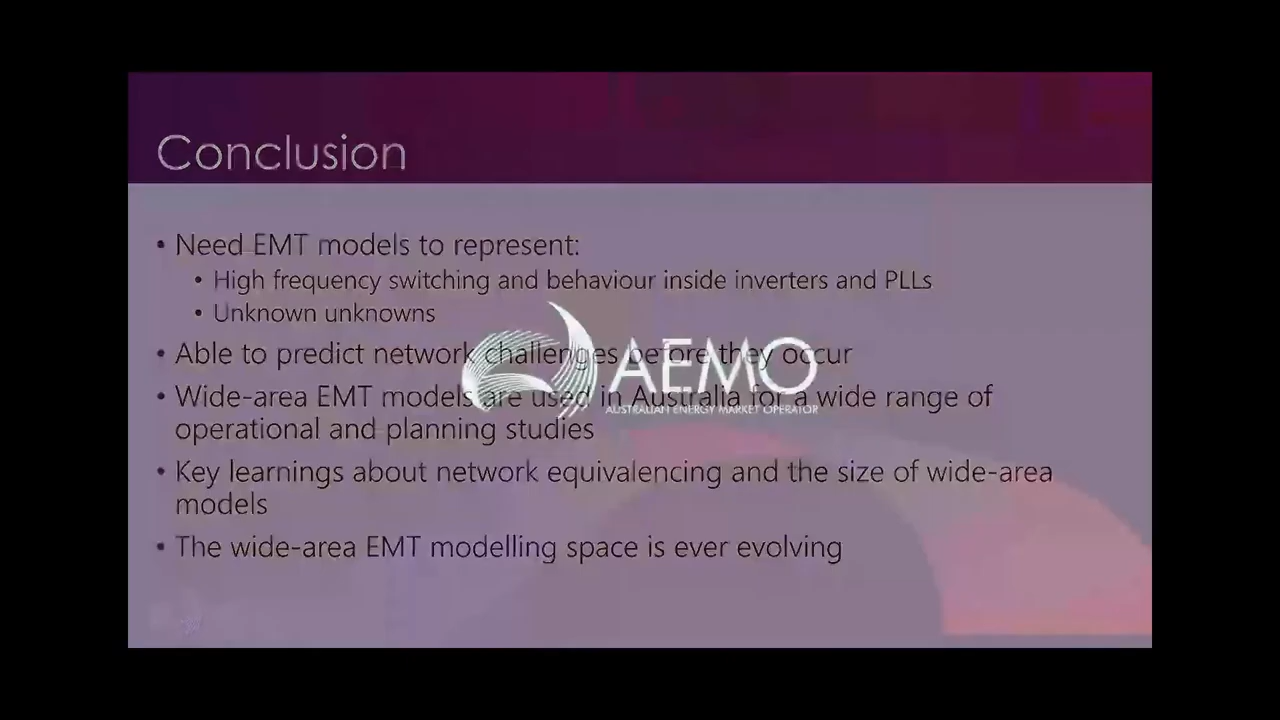 Conclusion
• Need EMT models to represent:
• High frequency switching and behaviour inside inverters and PLLs
• Unknown unknowns
• Able to predict network challenges before they occur
AEMO
AUSTRALIAN ENERGY MARKET OPERATOR
• Wide-area EMT models are used in Australia for a wide range of
operational and planning studies
• Key learnings about network equivalencing and the size of wide-area
models
• The wide-area EMT modelling space is ever evolving